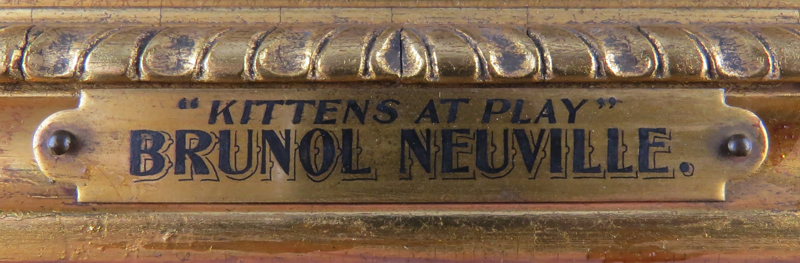 "KITTENS AT PLAY"
BRUNOL NEUVILLE.